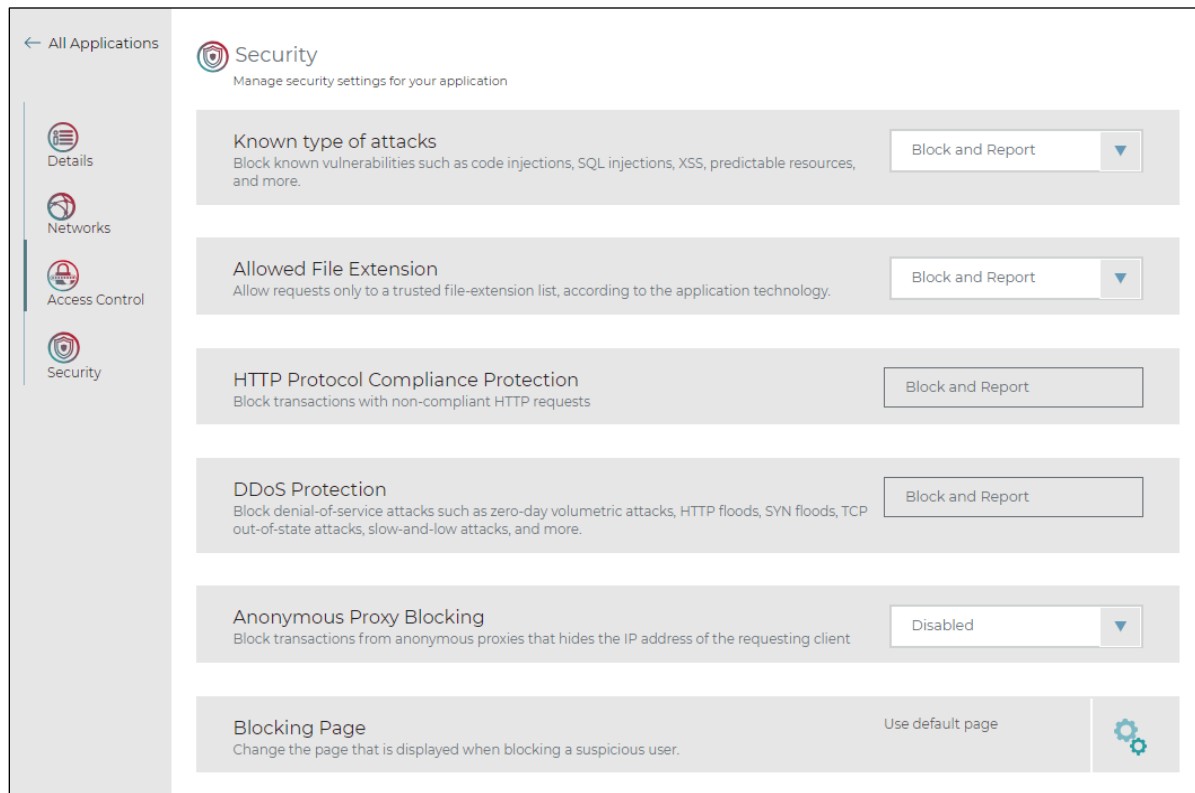 ← All Applications
Details
Networks
Access Control
Security
Security
Manage security settings for your application
Known type of attacks
Block known vulnerabilities such as code injections, SQL injections, XSS, predictable resources,
and more.
Block and Report
Allowed File Extension
Allow requests only to a trusted file-extension list, according to the application technology.
Block and Report
HTTP Protocol Compliance Protection
Block transactions with non-compliant HTTP requests
Block and Report
DDoS Protection
Block denial-of-service attacks such as zero-day volumetric attacks, HTTP floods, SYN floods, TCP
out-of-state attacks, slow-and-low attacks, and more.
Block and Report
Anonymous Proxy Blocking
Block transactions from anonymous proxies that hides the IP address of the requesting client
Disabled
Blocking Page
Change the page that is displayed when blocking a suspicious user.
Use default page